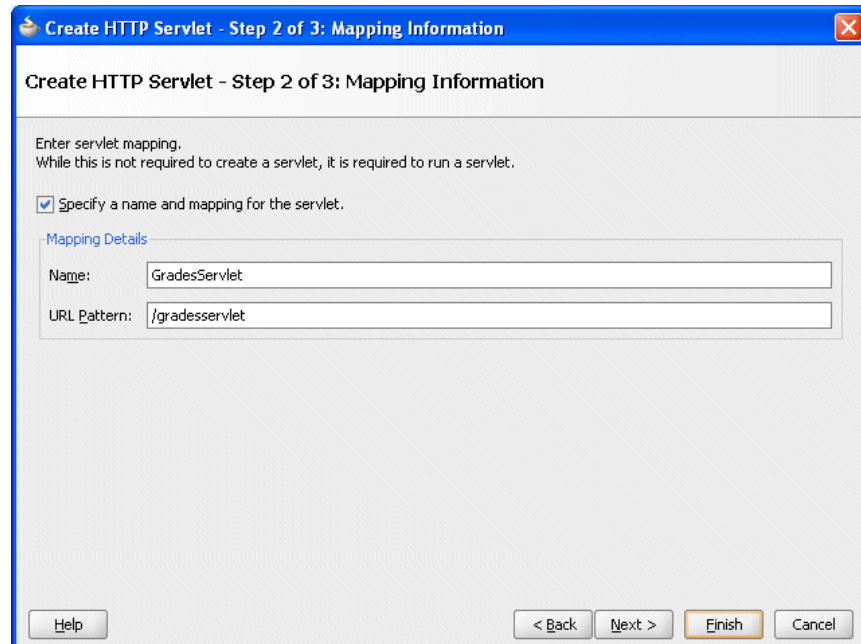 Create HTTP Servlet - Step 2 of 3: Mapping Information
Create HTTP Servlet - Step 2 of 3: Mapping Information
Enter servlet mapping.
While this is not required to create a servlet, it is required to run a servlet.
Specify a name and mapping for the servlet.
Mapping Details
Name: GradesServlet
URL Pattern: /gradesservlet
Help < Back Next > Finish Cancel